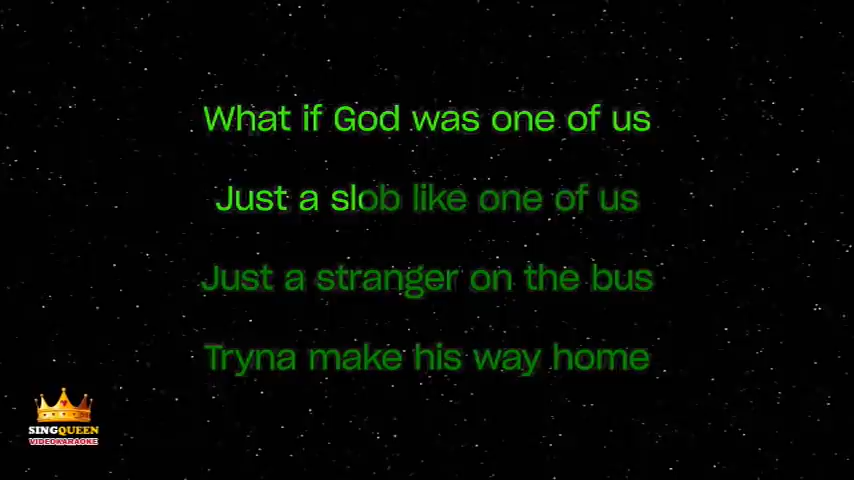 What if God was one of us
Just a slob like one of us
Just a stranger on the bus
Tryna make his way home
SINGQUEEN
VIDEOKARAOKE